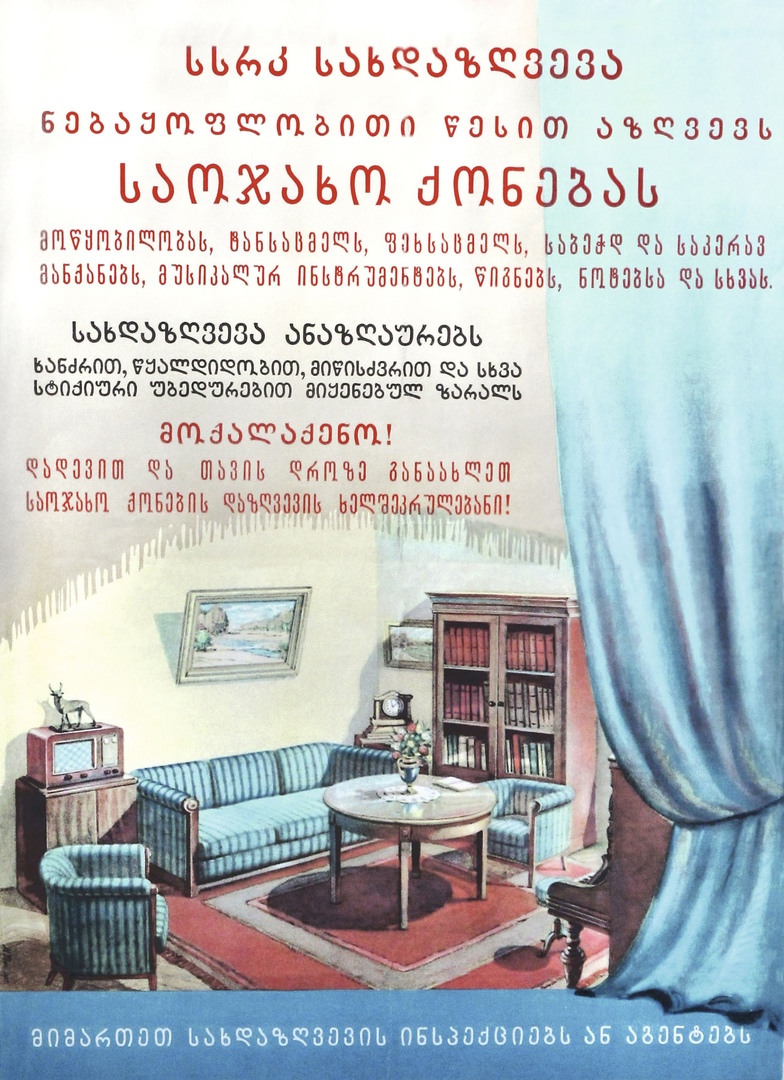 სსრკ სახდაზღვევა
ნებაყოფლობითი წესით აზღვევს
საოჯახო ქონებას
მოწყობილობას, ტანსაცმელს, ფეხსაცმელს, საბეჭდ და საკერავ
მანქანებს, მუსიკალურ ინსტრუმენტებს, წიგნებს, ნოტებსა და სხვას.
სახდაზღვევა ანაზღაურებს
ხანძრით, წყალდიდობით, მიწისძვრით და სხვა
სტიქიური უბედურებით მიყენებულ ზარალს
მოქალაქენო!
დადევით და თავის დროზე განაახლეთ
საოჯახო ქონების დაზღვევის ხელშეკრულებანი!
მიმართეთ სახდაზღვევის ინსპექციებს ან აგენტებს